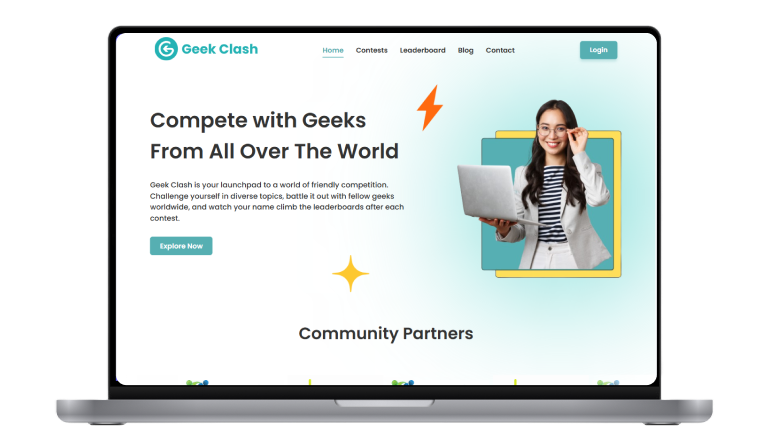 Geek Clash
Home Contests Leaderboard Blog Contact
Login
Compete with Geeks
From All Over The World
Geek Clash is your launchpad to a world of friendly competition.
Challenge yourself in diverse topics, battle it out with fellow geeks
worldwide, and watch your name climb the leaderboards after each
contest.
Explore Now
Community Partners